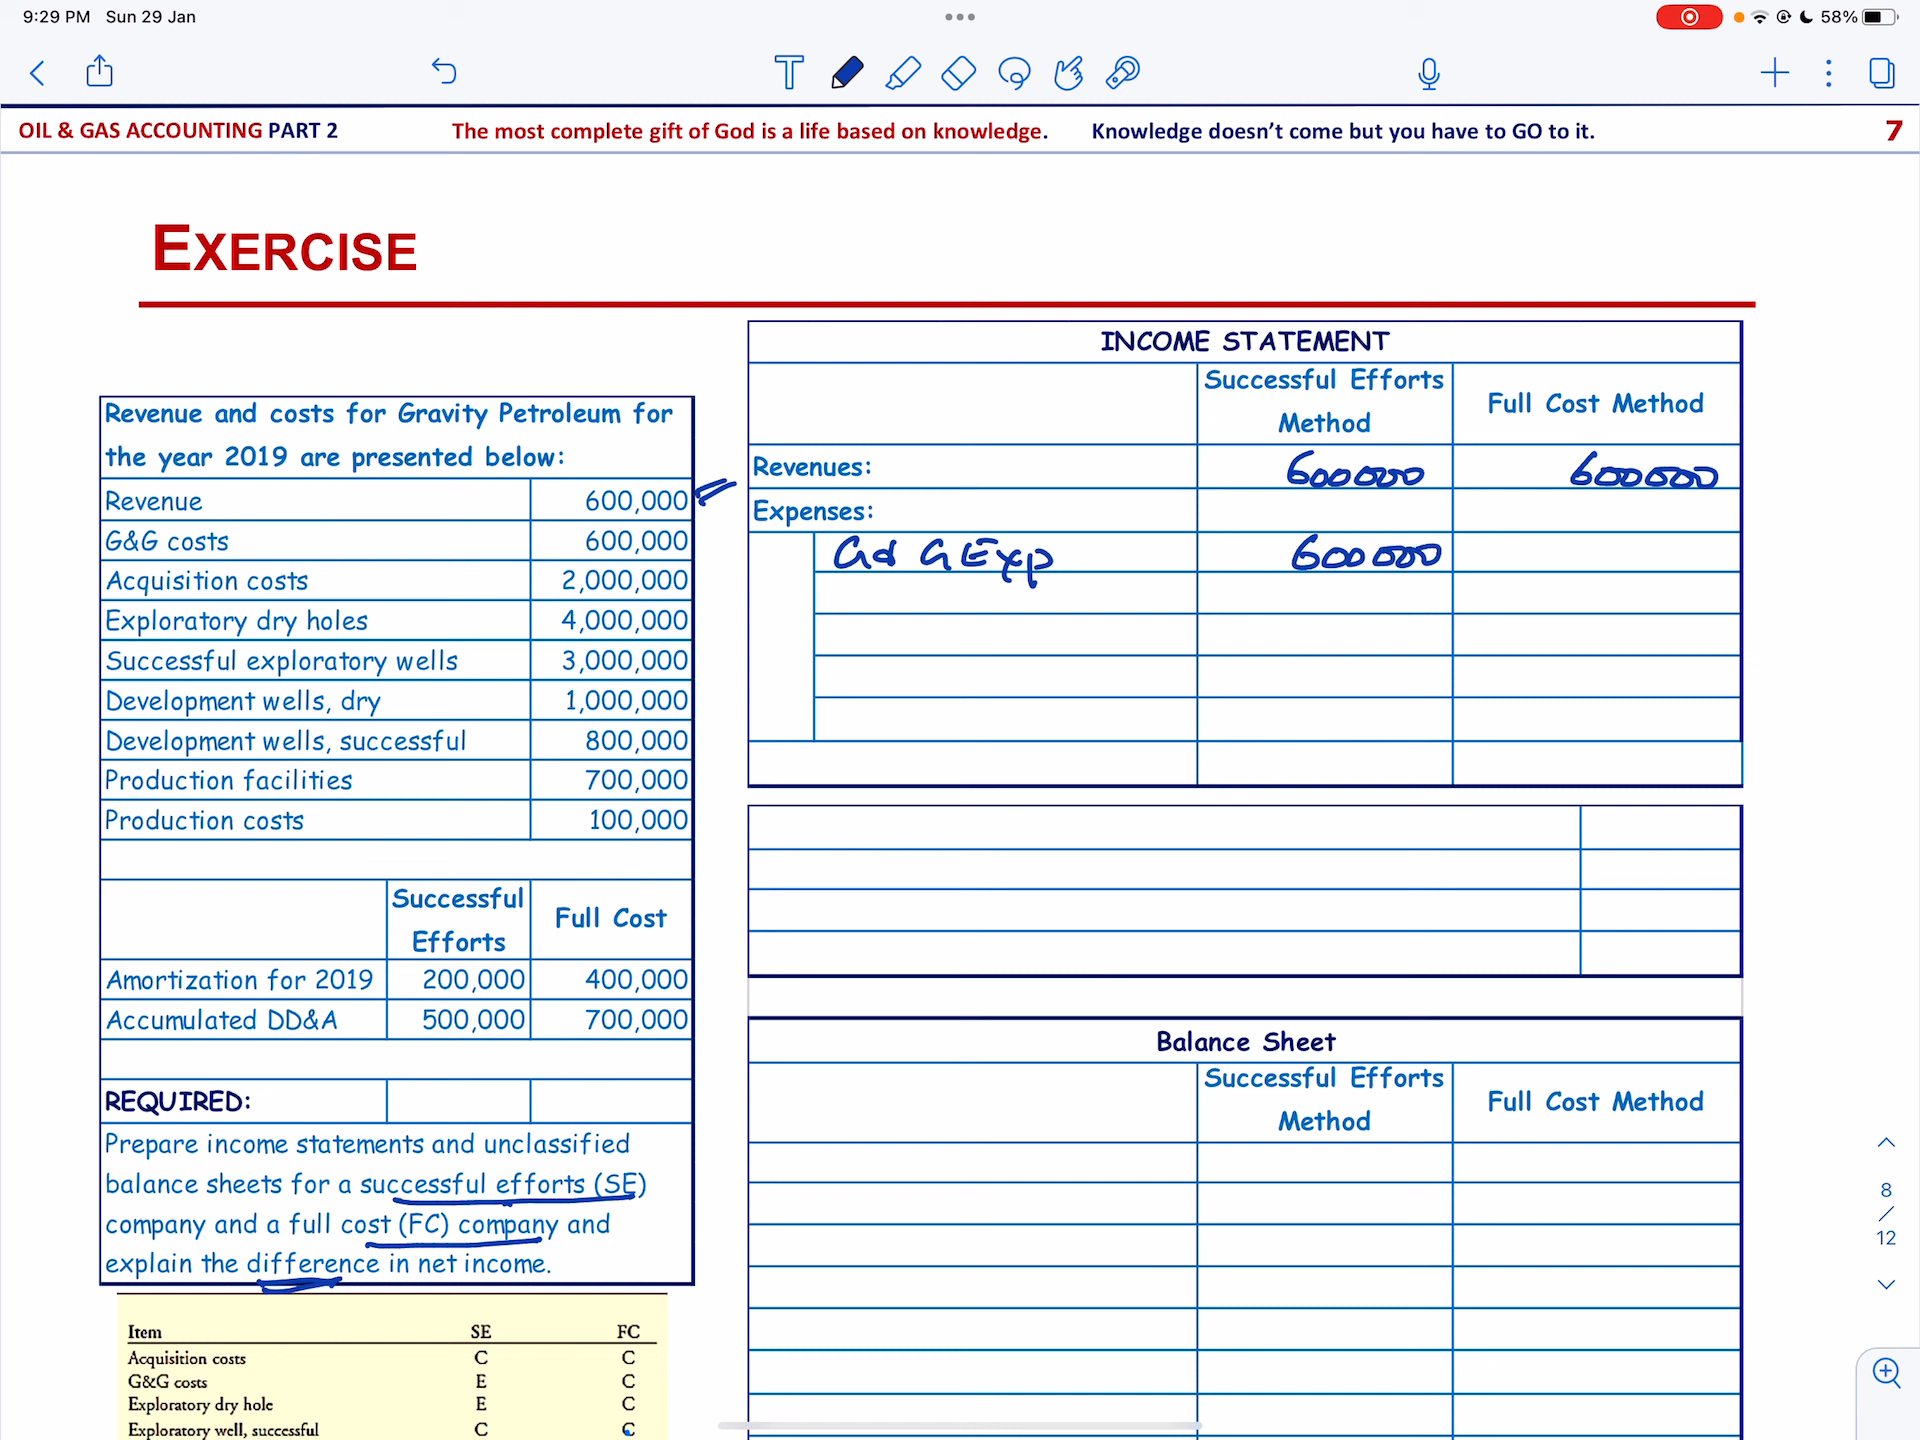 9:29 PM Sun 29 Jan
58%
OIL & GAS ACCOUNTING PART 2 The most complete gift of God is a life based on knowledge. Knowledge doesn't come but you have to GO to it. 7
EXERCISE
Revenue and costs for Gravity Petroleum for
the year 2019 are presented below:
Revenue 600,000
G&G costs 600,000
Acquisition costs 2,000,000
Exploratory dry holes 4,000,000
Successful exploratory wells 3,000,000
Development wells, dry 1,000,000
Development wells, successful 800,000
Production facilities 700,000
Production costs 100,000
Successful Efforts Full Cost
Amortization for 2019 200,000 400,000
Accumulated DD&A 500,000 700,000
REQUIRED:
Prepare income statements and unclassified
balance sheets for a successful efforts (SE)
company and a full cost (FC) company and
explain the difference in net income.
Item SE FC
Acquisition costs C C
G&G costs E C
Exploratory dry hole E C
Exploratory well, successful C C
INCOME STATEMENT
Successful Efforts Method Full Cost Method
Revenues: 600000 600000
Expenses:
G & G Exp 600000
Balance Sheet
Successful Efforts Method Full Cost Method
8
/
12